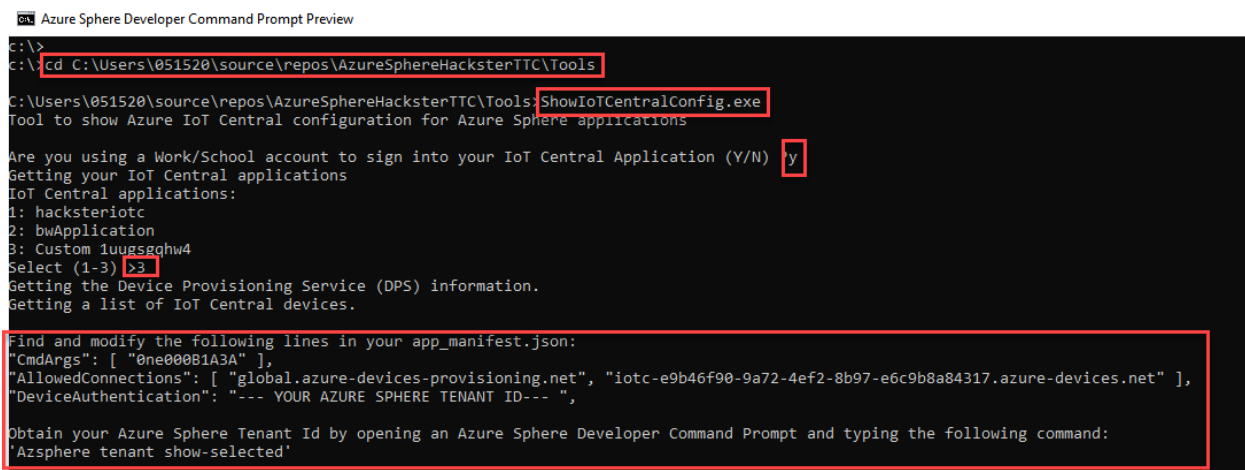 Azure Sphere Developer Command Prompt Preview
c:\>
c:\>cd C:\Users\051520\source\repos\AzureSphereHacksterTTC\Tools
C:\Users\051520\source\repos\AzureSphereHacksterTTC\Tools>ShowIoTCentralConfig.exe
Tool to show Azure IoT Central configuration for Azure Sphere applications
Are you using a Work/School account to sign into your IoT Central Application (Y/N) ?y
Getting your IoT Central applications
IoT Central applications:
1: hacksteriotc
2: bwApplication
3: Custom 1uugsgqhw4
Select (1-3) >3
Getting the Device Provisioning Service (DPS) information.
Getting a list of IoT Central devices.
Find and modify the following lines in your app_manifest.json:
"CmdArgs": [ "0ne000B1A3A" ],
"AllowedConnections": [ "global.azure-devices-provisioning.net", "iotc-e9b46f90-9a72-4ef2-8b97-e6c9b8a84317.azure-devices.net" ],
"DeviceAuthentication": "--- YOUR AZURE SPHERE TENANT ID--- ",
Obtain your Azure Sphere Tenant Id by opening an Azure Sphere Developer Command Prompt and typing the following command:
'Azsphere tenant show-selected'